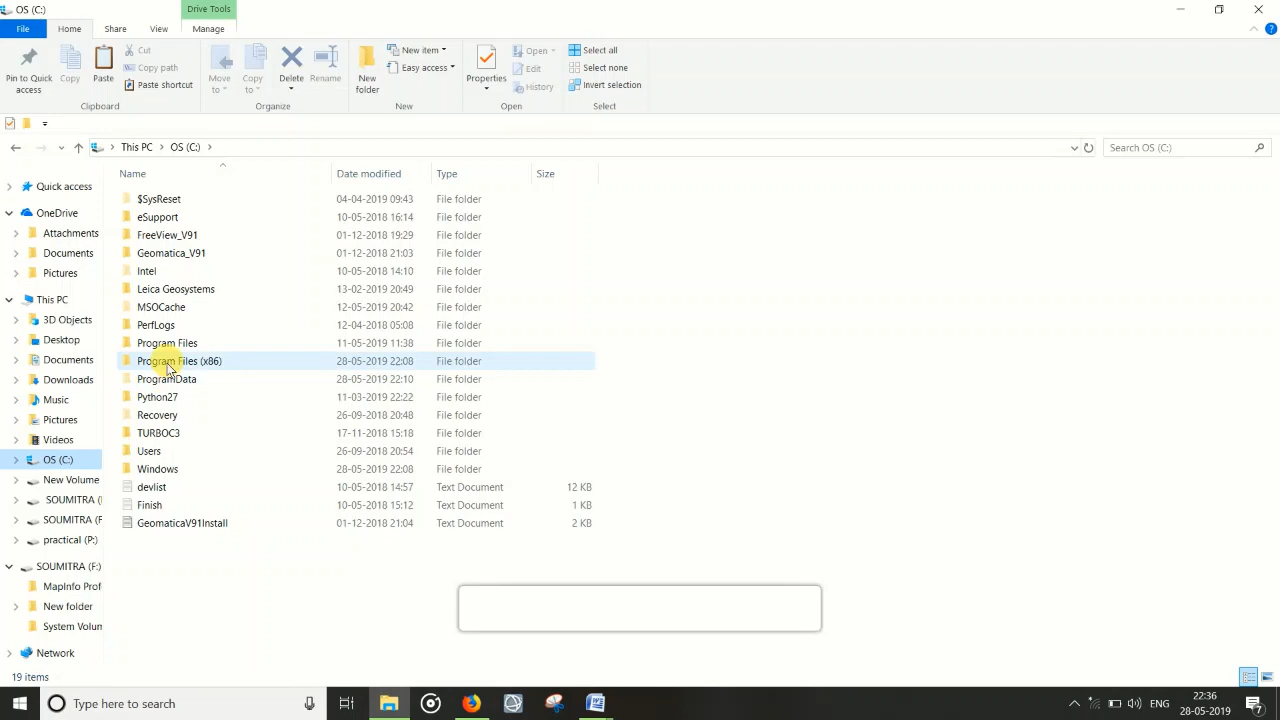 OS (C:)
Drive Tools
File
Home
Share
View
Manage
Pin to Quick access
Copy
Paste
Cut
Copy path
Paste shortcut
Clipboard
Move to
Copy to
Delete
Rename
Organize
New folder
New item
Easy access
New
Properties
Open
Edit
History
Open
Select all
Select none
Invert selection
Select
This PC
OS (C:)
Search OS (C:)
Name
Date modified
Type
Size
Quick access
OneDrive
Attachments
Documents
Pictures
This PC
3D Objects
Desktop
Documents
Downloads
Music
Pictures
Videos
OS (C:)
New Volume
SOUMITRA (
SOUMITRA (F
practical (P:)
SOUMITRA (F:)
MapInfo Prof
New folder
System Volum
Network
$SysReset 04-04-2019 09:43 File folder
eSupport 10-05-2018 16:14 File folder
FreeView_V91 01-12-2018 19:29 File folder
Geomatica_V91 01-12-2018 21:03 File folder
Intel 10-05-2018 14:10 File folder
Leica Geosystems 13-02-2019 20:49 File folder
MSOCache 12-05-2019 20:42 File folder
PerfLogs 12-04-2018 05:08 File folder
Program Files 11-05-2019 11:38 File folder
Program Files (x86) 28-05-2019 22:08 File folder
ProgramData 28-05-2019 22:10 File folder
Python27 11-03-2019 22:22 File folder
Recovery 26-09-2018 20:48 File folder
TURBOC3 17-11-2018 15:18 File folder
Users 26-09-2018 20:54 File folder
Windows 28-05-2019 22:08 File folder
devlist 10-05-2018 14:57 Text Document 12 KB
Finish 10-05-2018 15:12 Text Document 1 KB
GeomaticaV91Install 01-12-2018 21:04 Text Document 2 KB
19 items
Type here to search
ENG
22:36
28-05-2019
7